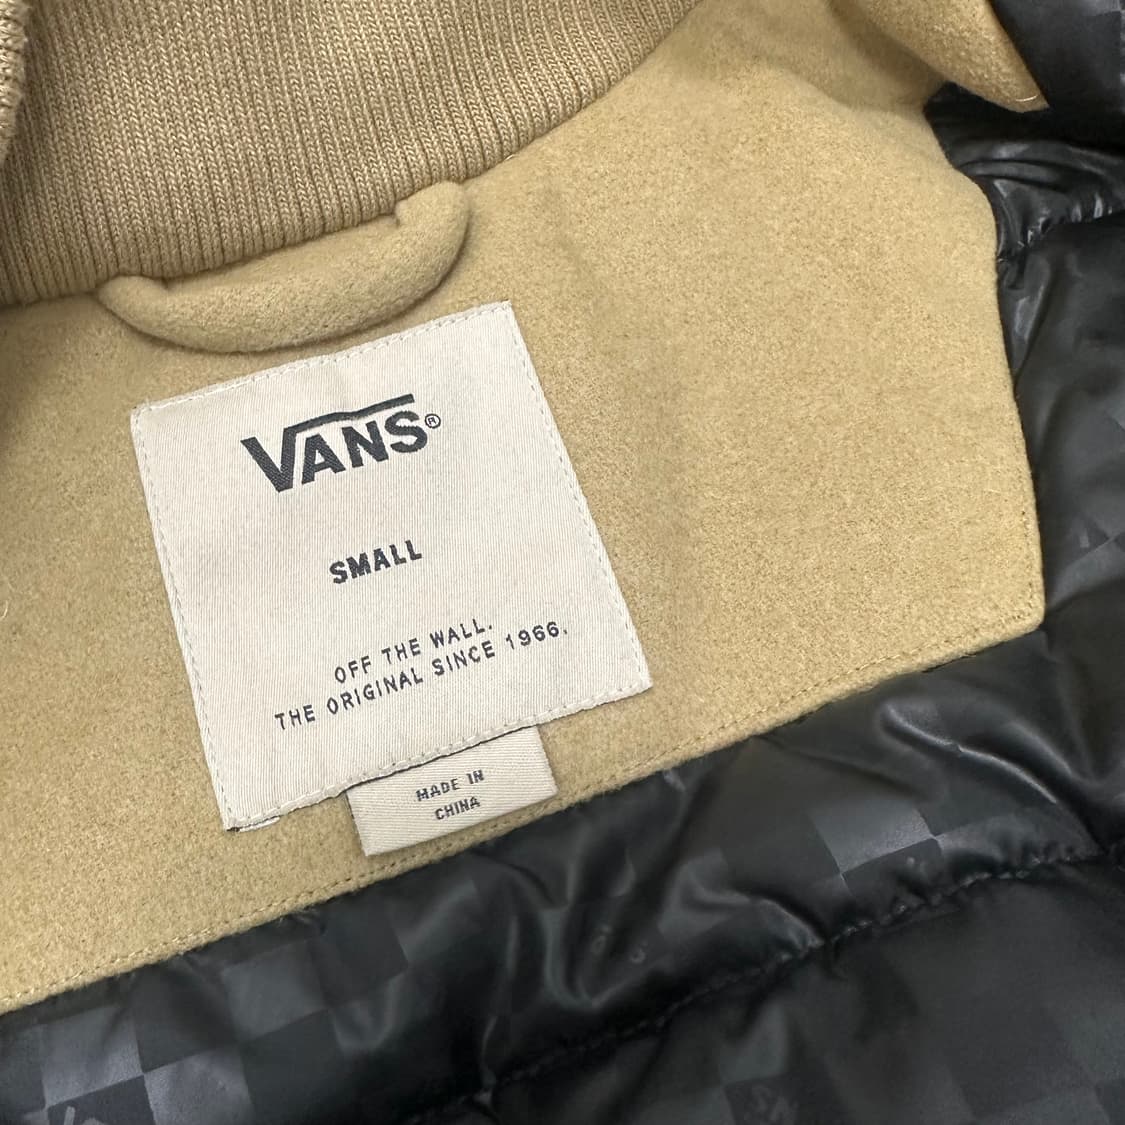 VANS®
SMALL
OFF THE WALL.
THE ORIGINAL SINCE 1966.
MADE IN
CHINA